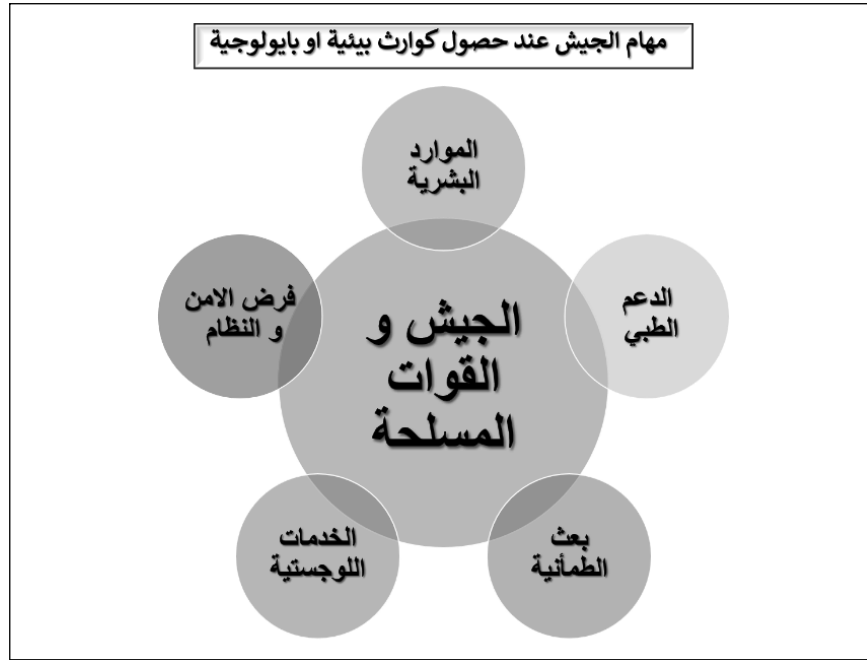 مهام الجيش عند حصول كوارث بيئية او بايولوجية
الموارد
البشرية
الدعم
الطبي
بعث
الطمأنية
الخدمات
اللوجستية
فرض الامن
و النظام
الجيش و
القوات
المسلحة